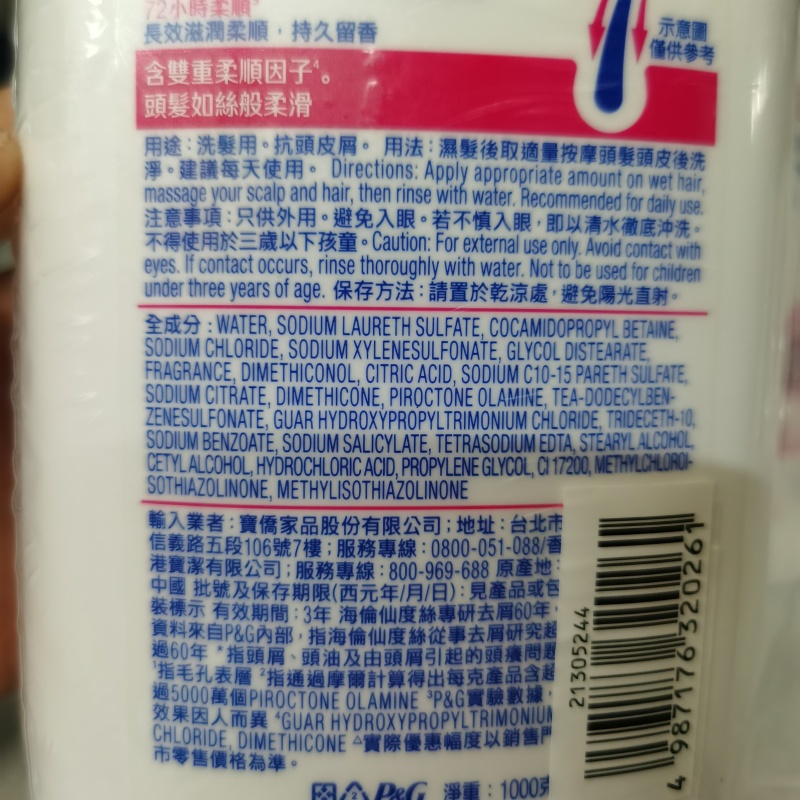 72小時柔順³
長效滋潤柔順，持久留香
示意圖
僅供參考
含雙重柔順因子⁴。
頭髮如絲般柔滑
用途：洗髮用。抗頭皮屑。 用法：濕髮後取適量按摩頭髮頭皮後洗
淨。建議每天使用。 Directions: Apply appropriate amount on wet hair,
massage your scalp and hair, then rinse with water. Recommended for daily use.
注意事項：只供外用。避免入眼。若不慎入眼，即以清水徹底沖洗。
不得使用於三歲以下孩童。Caution: For external use only. Avoid contact with
eyes. If contact occurs, rinse thoroughly with water. Not to be used for children
under three years of age. 保存方法：請置於乾涼處，避免陽光直射。
全成分：WATER, SODIUM LAURETH SULFATE, COCAMIDOPROPYL BETAINE,
SODIUM CHLORIDE, SODIUM XYLENESULFONATE, GLYCOL DISTEARATE,
FRAGRANCE, DIMETHICONOL, CITRIC ACID, SODIUM C10-15 PARETH SULFATE,
SODIUM CITRATE, DIMETHICONE, PIROCTONE OLAMINE, TEA-DODECYLBEN-
ZENESULFONATE, GUAR HYDROXYPROPYLTRIMONIUM CHLORIDE, TRIDECETH-10,
SODIUM BENZOATE, SODIUM SALICYLATE, TETRASODIUM EDTA, STEARYL ALCOHOL,
CETYL ALCOHOL, HYDROCHLORIC ACID, PROPYLENE GLYCOL, CI 17200, METHYLCHLOROI-
SOTHIAZOLINONE, METHYLISOTHIAZOLINONE
輸入業者：寶僑家品股份有限公司；地址：台北市
信義路五段106號7樓；服務專線：0800-051-088/香
港寶潔有限公司；服務專線：800-969-688 原產地：
中國 批號及保存期限(西元年/月/日)：見產品或包
裝標示 有效期間：3年 海倫仙度絲專研去屑60年，
資料來自P&G內部，指海倫仙度絲從事去屑研究超
過60年 *指頭屑、頭油及由頭屑引起的頭癢問題
¹指毛孔表層 ²指通過摩爾計算得出每克產品含超
過5000萬個PIROCTONE OLAMINE ³P&G實驗數據，
效果因人而異 ⁴GUAR HYDROXYPROPYLTRIMONIUM
CHLORIDE, DIMETHICONE △實際優惠幅度以銷售門
市零售價格為準。
P&G 淨重：1000克
21305244
4 987176 320261